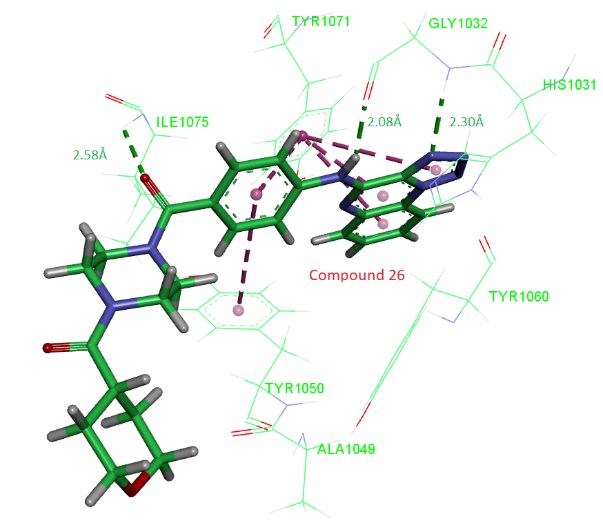 TYR1071
GLY1032
HIS1031
ILE1075
2.08Å
2.30Å
2.58Å
Compound 26
TYR1060
TYR1050
ALA1049